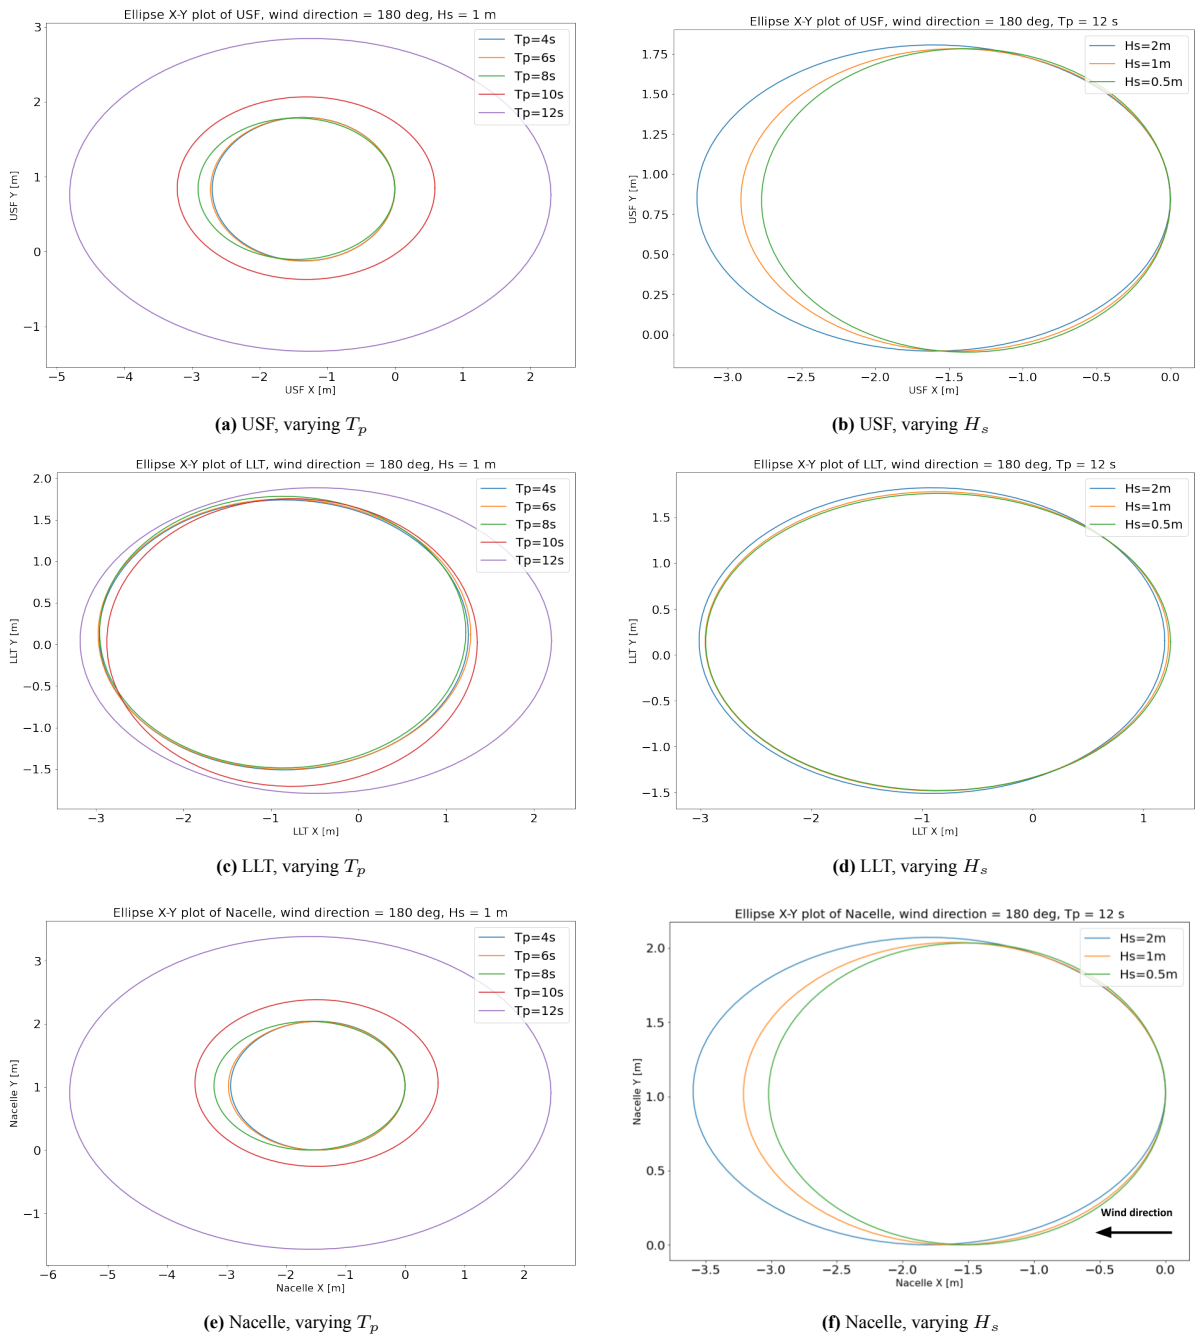 Ellipse X-Y plot of USF, wind direction = 180 deg, Hs = 1 m
3
2
1
0
−1
USF Y [m]
Tp=4s
Tp=6s
Tp=8s
Tp=10s
Tp=12s
−5 −4 −3 −2 −1 0 1 2
USF X [m]
(a) USF, varying Tp
Ellipse X-Y plot of USF, wind direction = 180 deg, Tp = 12 s
1.75
1.50
1.25
1.00
0.75
0.50
0.25
0.00
USF Y [m]
Hs=2m
Hs=1m
Hs=0.5m
−3.0 −2.5 −2.0 −1.5 −1.0 −0.5 0.0
USF X [m]
(b) USF, varying Hs
Ellipse X-Y plot of LLT, wind direction = 180 deg, Hs = 1 m
2.0
1.5
1.0
0.5
0.0
−0.5
−1.0
−1.5
LLT Y [m]
Tp=4s
Tp=6s
Tp=8s
Tp=10s
Tp=12s
−3 −2 −1 0 1 2
LLT X [m]
(c) LLT, varying Tp
Ellipse X-Y plot of LLT, wind direction = 180 deg, Tp = 12 s
1.5
1.0
0.5
0.0
−0.5
−1.0
−1.5
LLT Y [m]
Hs=2m
Hs=1m
Hs=0.5m
−3 −2 −1 0 1
LLT X [m]
(d) LLT, varying Hs
Ellipse X-Y plot of Nacelle, wind direction = 180 deg, Hs = 1 m
3
2
1
0
−1
Nacelle Y [m]
Tp=4s
Tp=6s
Tp=8s
Tp=10s
Tp=12s
−6 −5 −4 −3 −2 −1 0 1 2
Nacelle X [m]
(e) Nacelle, varying Tp
Ellipse X-Y plot of Nacelle, wind direction = 180 deg, Tp = 12 s
2.0
1.5
1.0
0.5
0.0
Nacelle Y [m]
Hs=2m
Hs=1m
Hs=0.5m
Wind direction
−3.5 −3.0 −2.5 −2.0 −1.5 −1.0 −0.5 0.0
Nacelle X [m]
(f) Nacelle, varying Hs